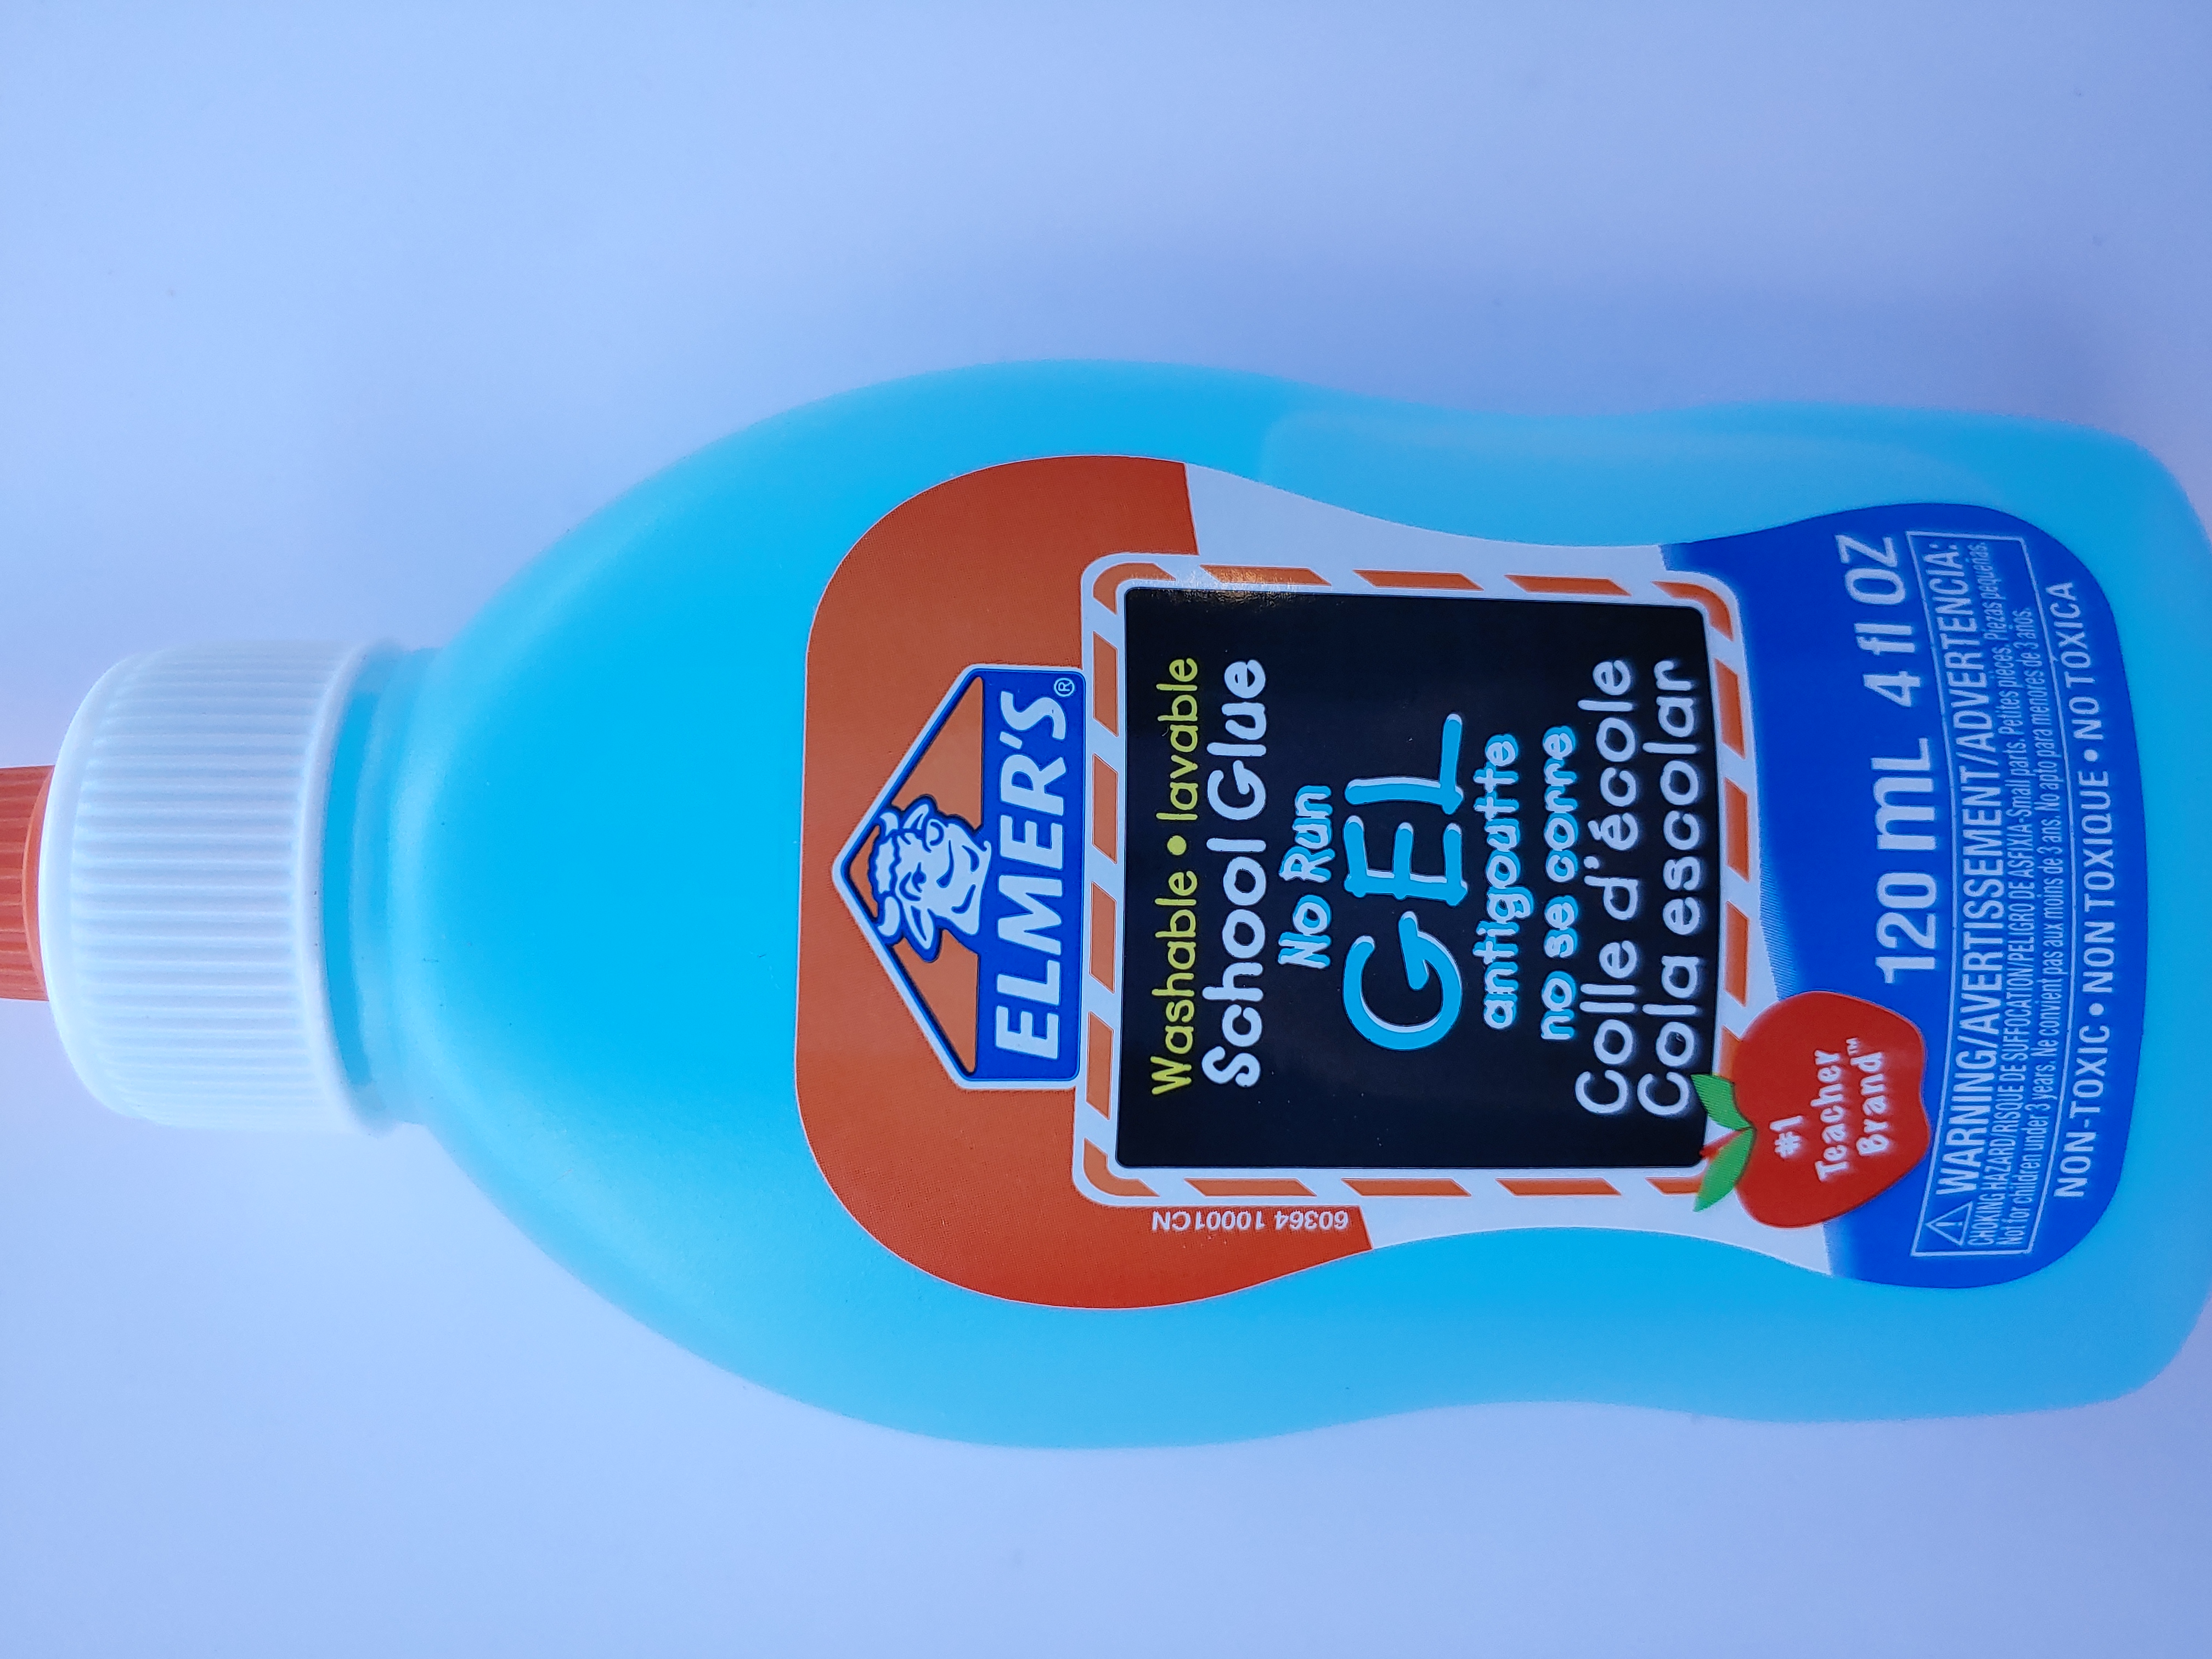 ELMER'S®
Washable • lavable
School Glue
No Run
GEL
antigoutte
no se corre
Colle d'école
Cola escolar
60364 10001CN
#1
Teacher
Brand™
120 mL 4 fl OZ
WARNING/AVERTISSEMENT/ADVERTENCIA:
CHOKING HAZARD/RISQUE DE SUFFOCATION/PELIGRO DE ASFIXIA-Small parts. Petites pièces. Piezas pequeñas.
Not for children under 3 years. Ne convient pas aux moins de 3 ans. No apto para menores de 3 años.
NON-TOXIC • NON TOXIQUE • NO TÓXICA